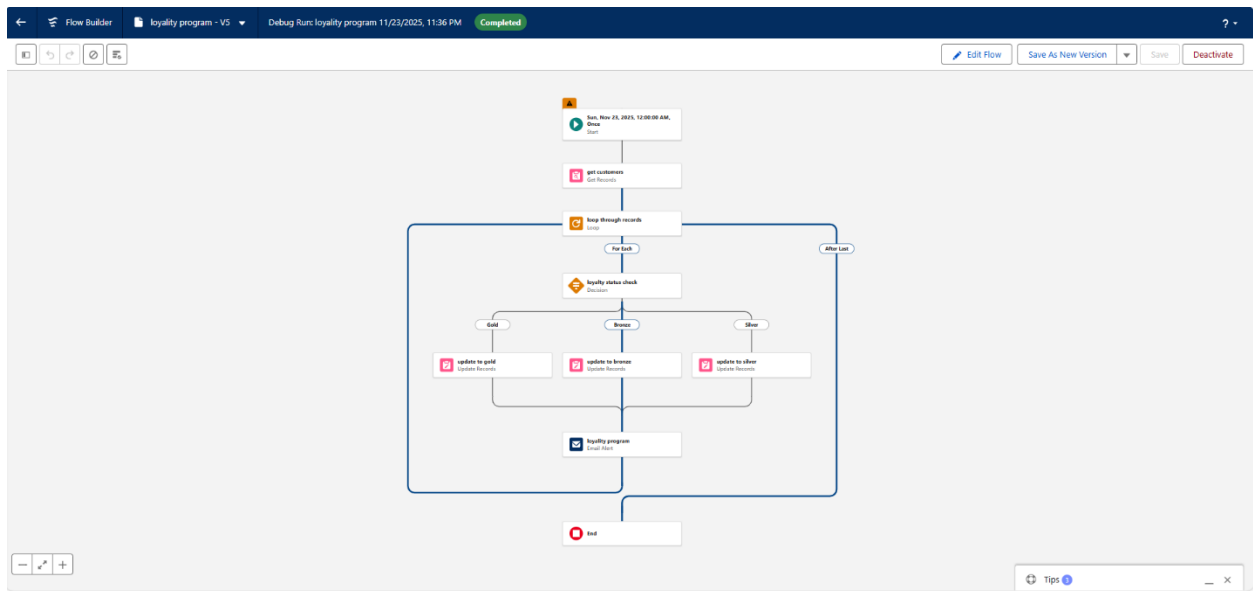 Flow Builder
loyality program - V5
Debug Run: loyality program 11/23/2025, 11:36 PM
Completed
?
Edit Flow
Save As New Version
Save
Deactivate
Sun, Nov 23, 2025, 12:00:00 AM,
Once
Start
get customers
Get Records
loop through records
Loop
For Each
After Last
loyalty status check
Decision
Gold
Bronze
Silver
update to gold
Update Records
update to bronze
Update Records
update to silver
Update Records
loyality program
Email Alert
End
Tips